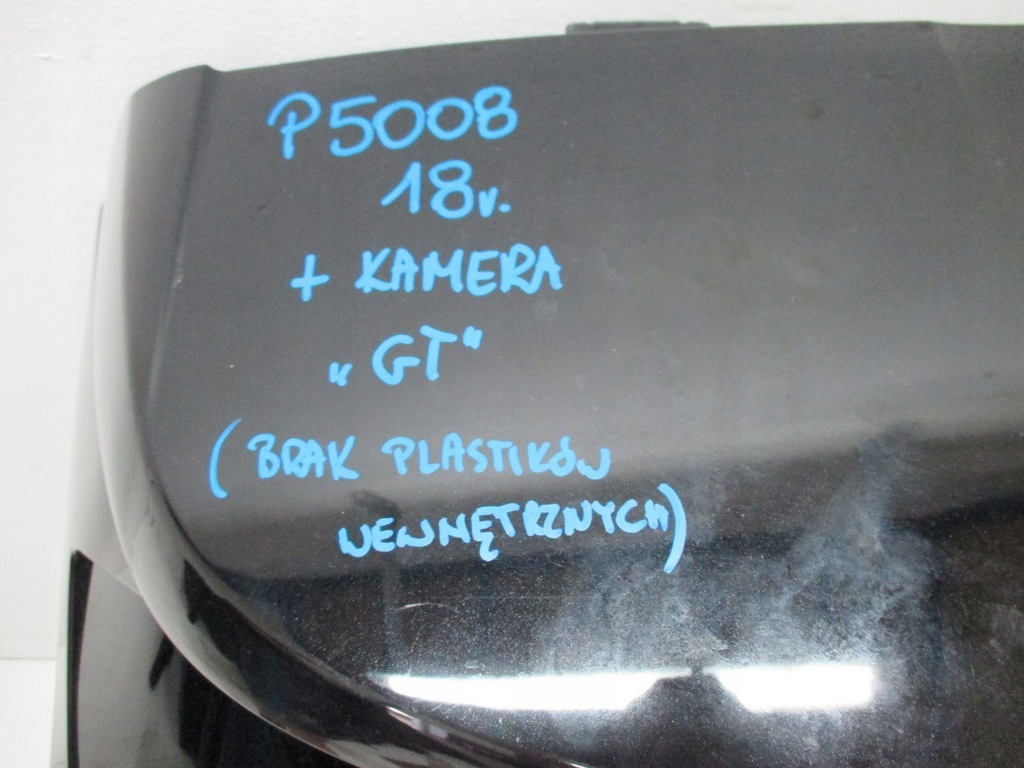 P5008
18r.
+ KAMERA
„GT“
(BRAK PLASTIKÓW
WEWNĘTRZNYCH)